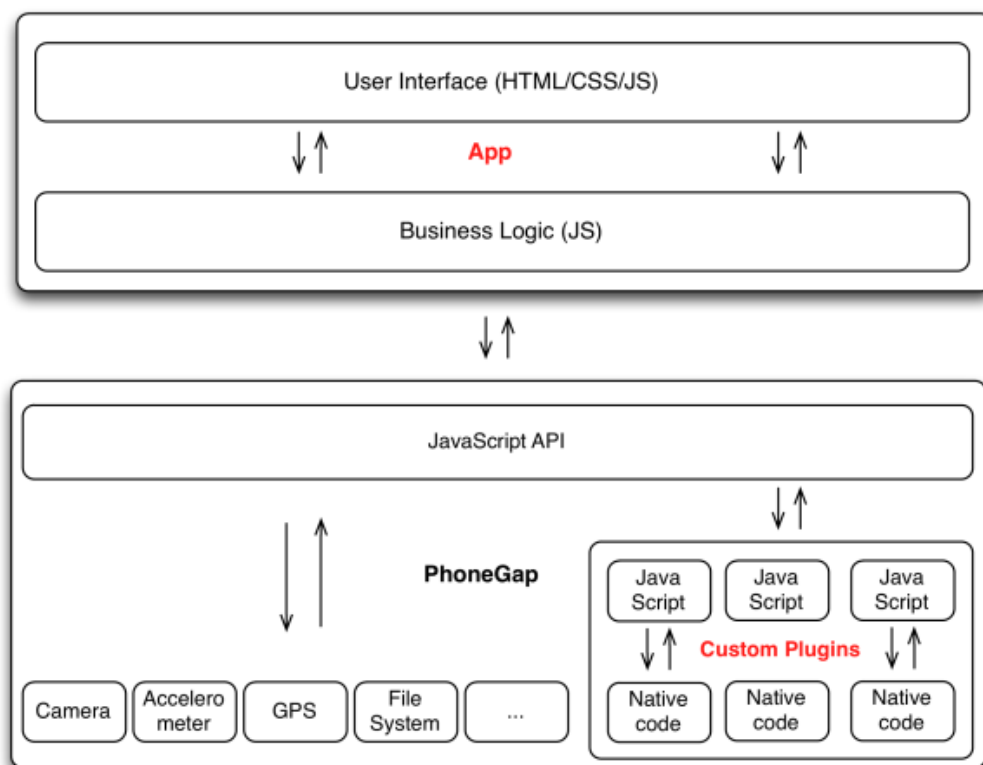 User Interface (HTML/CSS/JS)
App
Business Logic (JS)
JavaScript API
PhoneGap
Camera
Accelero
meter
GPS
File
System
...
Java
Script
Java
Script
Java
Script
Custom Plugins
Native
code
Native
code
Native
code